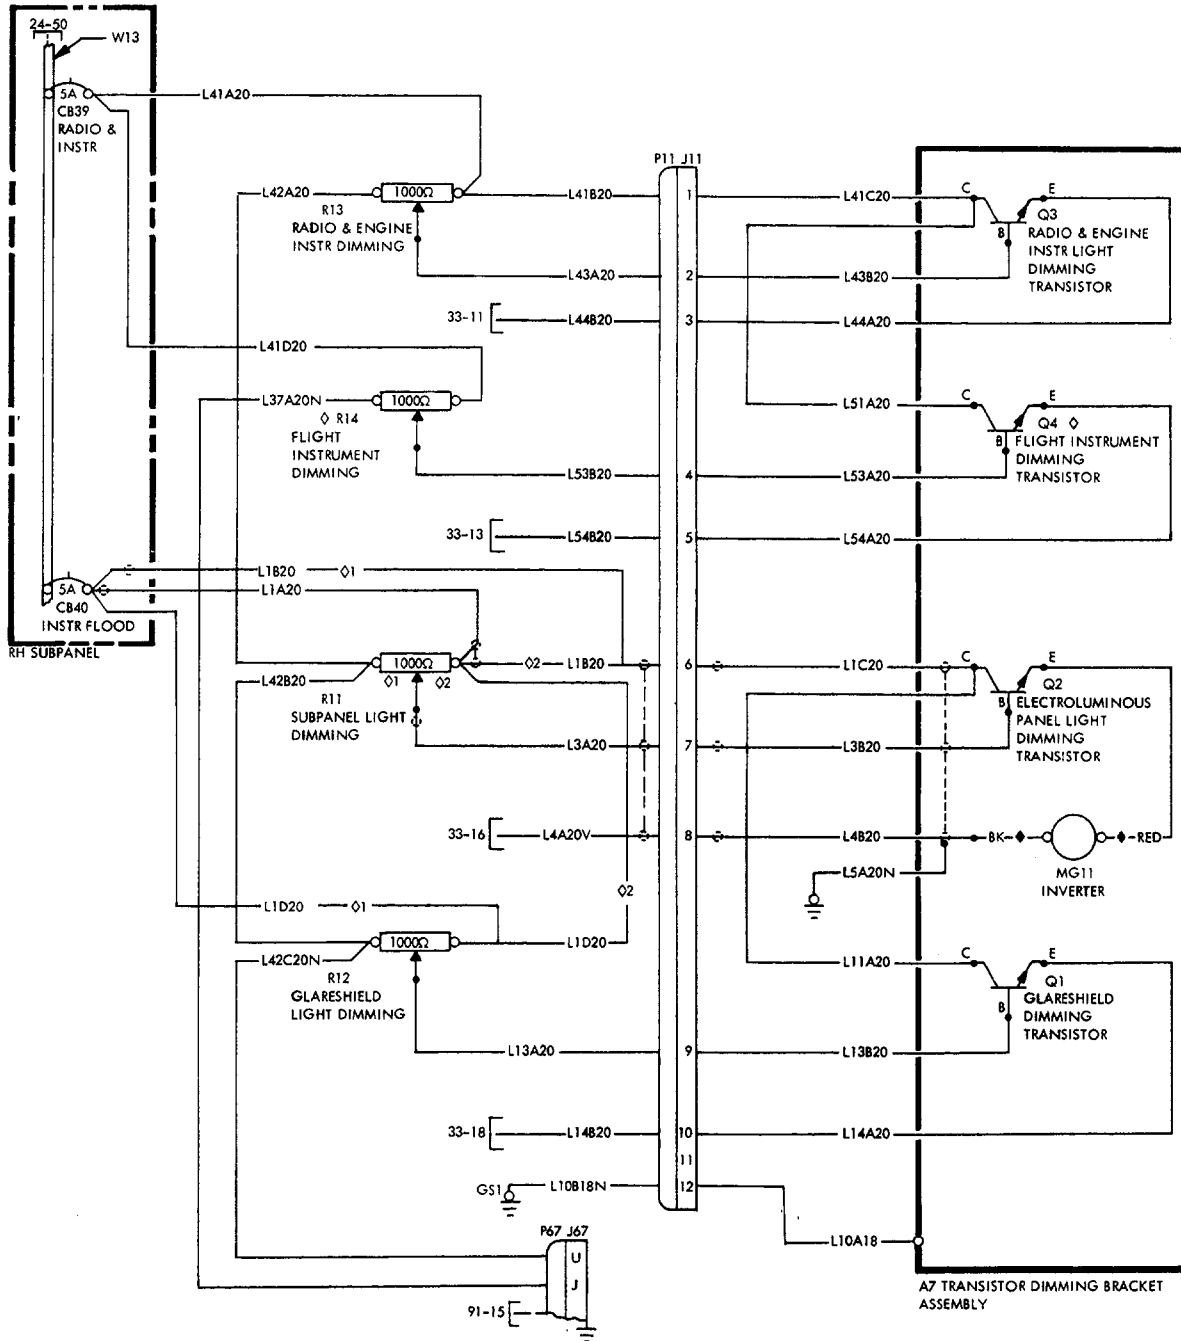 24-50
W13
5A
CB39
RADIO &
INSTR
L41A20
P11 J11
L42A20
1000Ω
L41B20
1
L41C20
C
E
R13
RADIO & ENGINE
INSTR DIMMING
Q3
B
RADIO & ENGINE
INSTR LIGHT
DIMMING
TRANSISTOR
L43A20
2
L43B20
33-11
L44B20
3
L44A20
L41D20
L37A20N
1000Ω
L51A20
C
E
◊ R14
FLIGHT
INSTRUMENT
DIMMING
Q4 ◊
B
FLIGHT INSTRUMENT
DIMMING
TRANSISTOR
L53B20
4
L53A20
33-13
L54B20
5
L54A20
L1B20
◊1
5A
L1A20
CB40
INSTR FLOOD
RH SUBPANEL
1000Ω
◊2
L1B20
6
L1C20
C
E
L42B20
◊1
◊2
R11
SUBPANEL LIGHT
DIMMING
Q2
B
ELECTROLUMINOUS
PANEL LIGHT
DIMMING
TRANSISTOR
L3A20
7
L3B20
33-16
L4A20V
8
L4B20
BK
RED
L5A20N
MG11
INVERTER
◊2
L1D20
◊1
1000Ω
L1D20
L42C20N
L11A20
C
E
R12
GLARESHIELD
LIGHT DIMMING
Q1
B
GLARESHIELD
DIMMING
TRANSISTOR
L13A20
9
L13B20
33-18
L14B20
10
L14A20
11
GS1
L10B18N
12
P67 J67
L10A18
U
J
91-15
A7 TRANSISTOR DIMMING BRACKET
ASSEMBLY